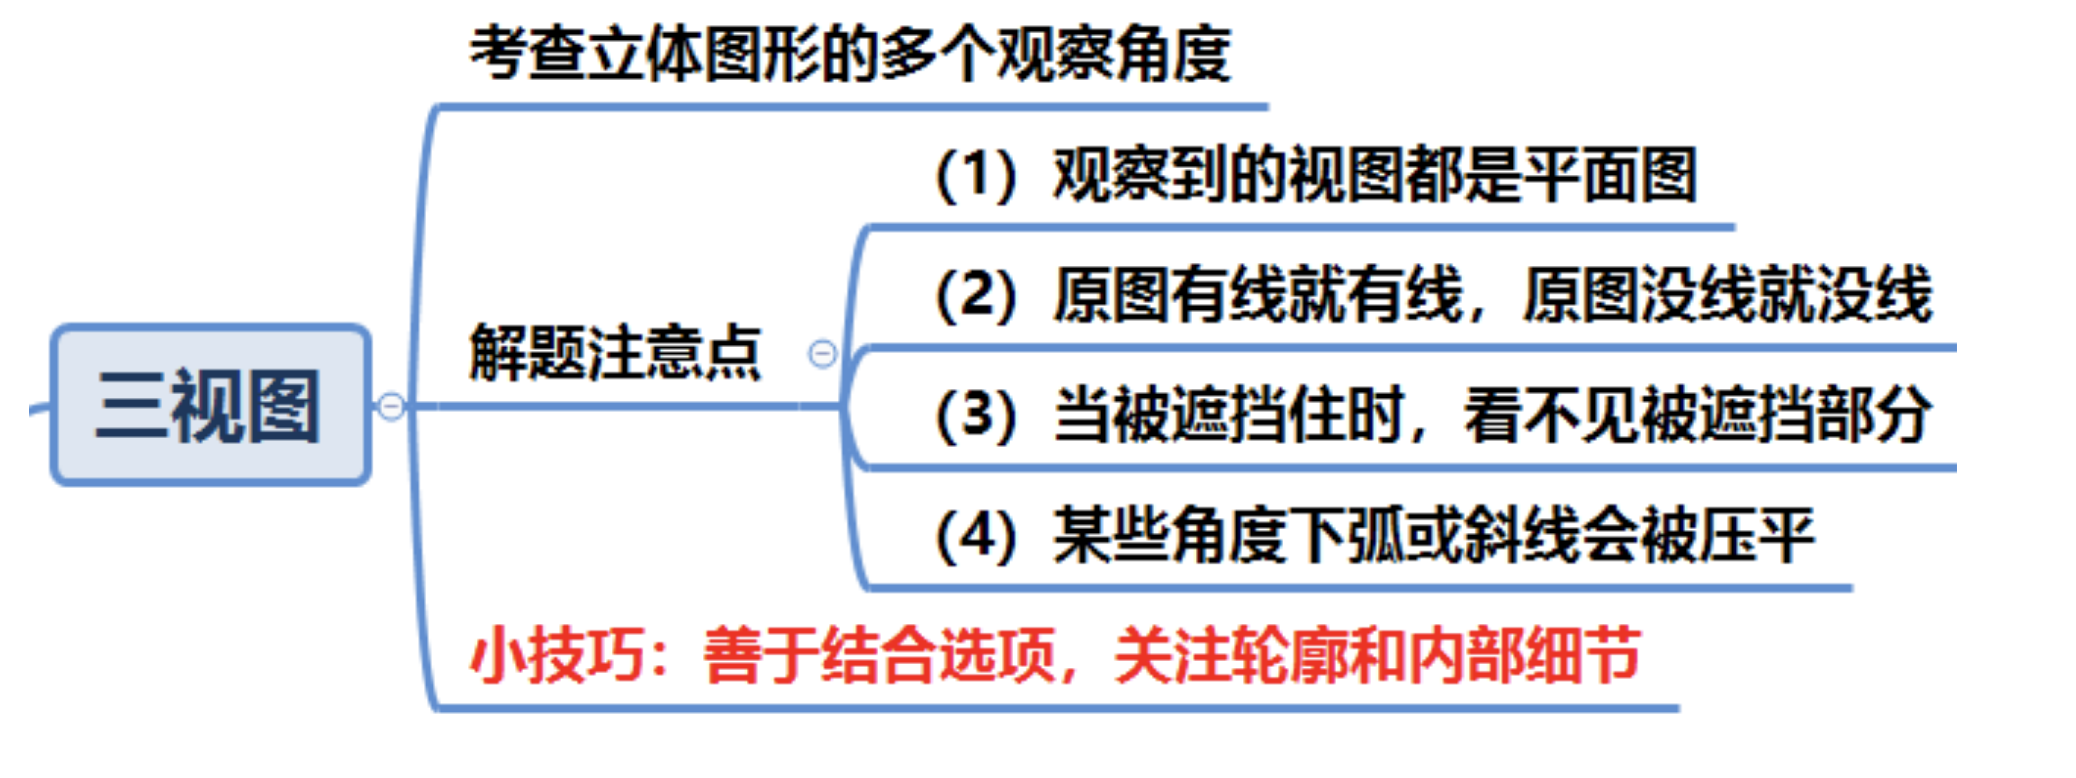 三视图
考查立体图形的多个观察角度
解题注意点
（1）观察到的视图都是平面图
（2）原图有线就有线，原图没线就没线
（3）当被遮挡住时，看不见被遮挡部分
（4）某些角度下弧或斜线会被压平
小技巧：善于结合选项，关注轮廓和内部细节